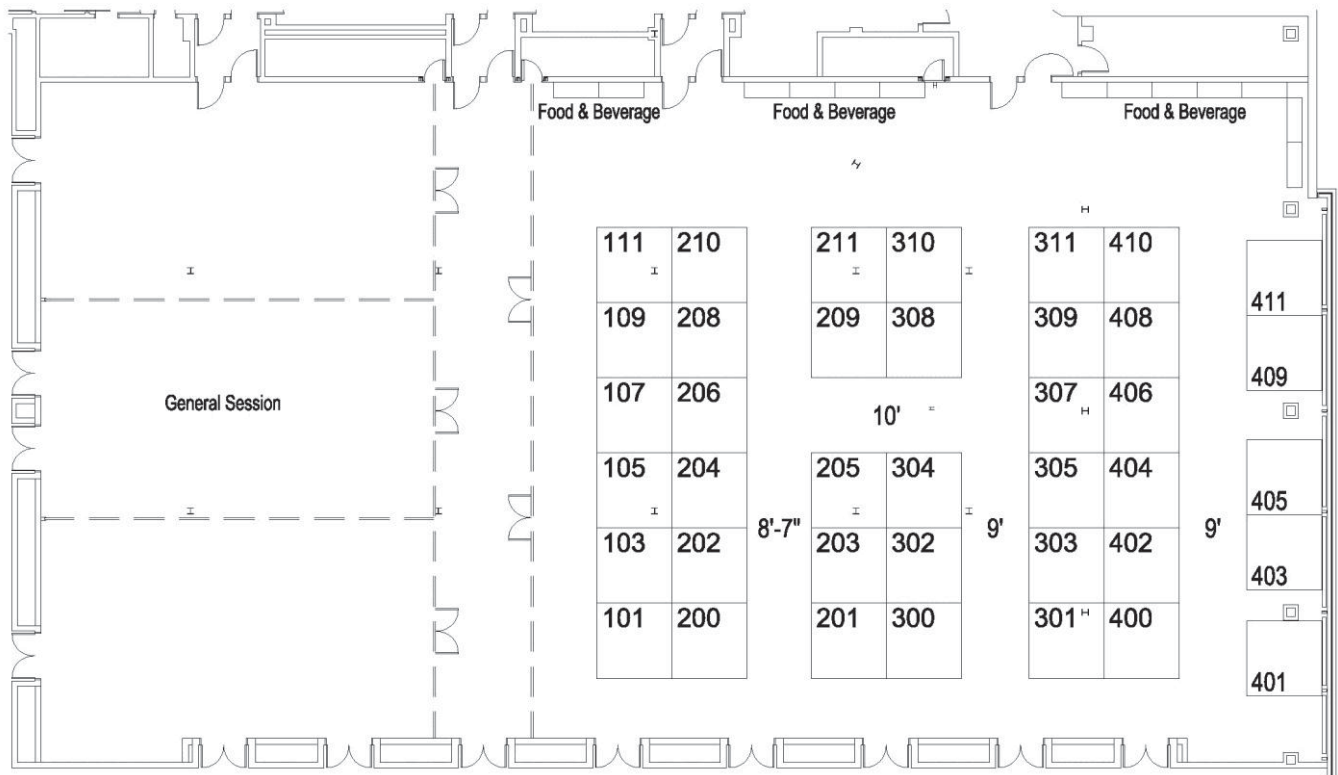 Food & Beverage Food & Beverage Food & Beverage
111 210 211 310 311 410
411
109 208 209 308 309 408
409
107 206 307 406
General Session
10'
105 204 205 304 305 404
405
8'-7" 9' 9'
103 202 203 302 303 402
403
101 200 201 300 301 400
401